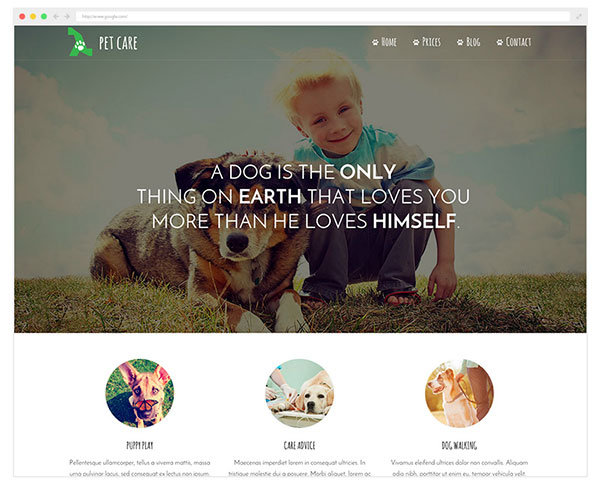 http://www.google.com/
PET CARE
Home Prices Blog Contact
A DOG IS THE ONLY
THING ON EARTH THAT LOVES YOU
MORE THAN HE LOVES HIMSELF.
PUPPY PLAY CARE ADVICE DOG WALKING
Pellentesque ullamcorper, tellus a viverra mattis, massa Maecenas imperdiet lorem in consequat ultrices. In Vivamus eleifend ultrices dolor non convallis. Aliquam
urna pulvinar lacus, sed consequat ex lectus non ipsum. tristique molestie dui a pharetra. Morbi aliquet, lorem ac odio nibh, porttitor ut enim eu, tempor vehicula velit.